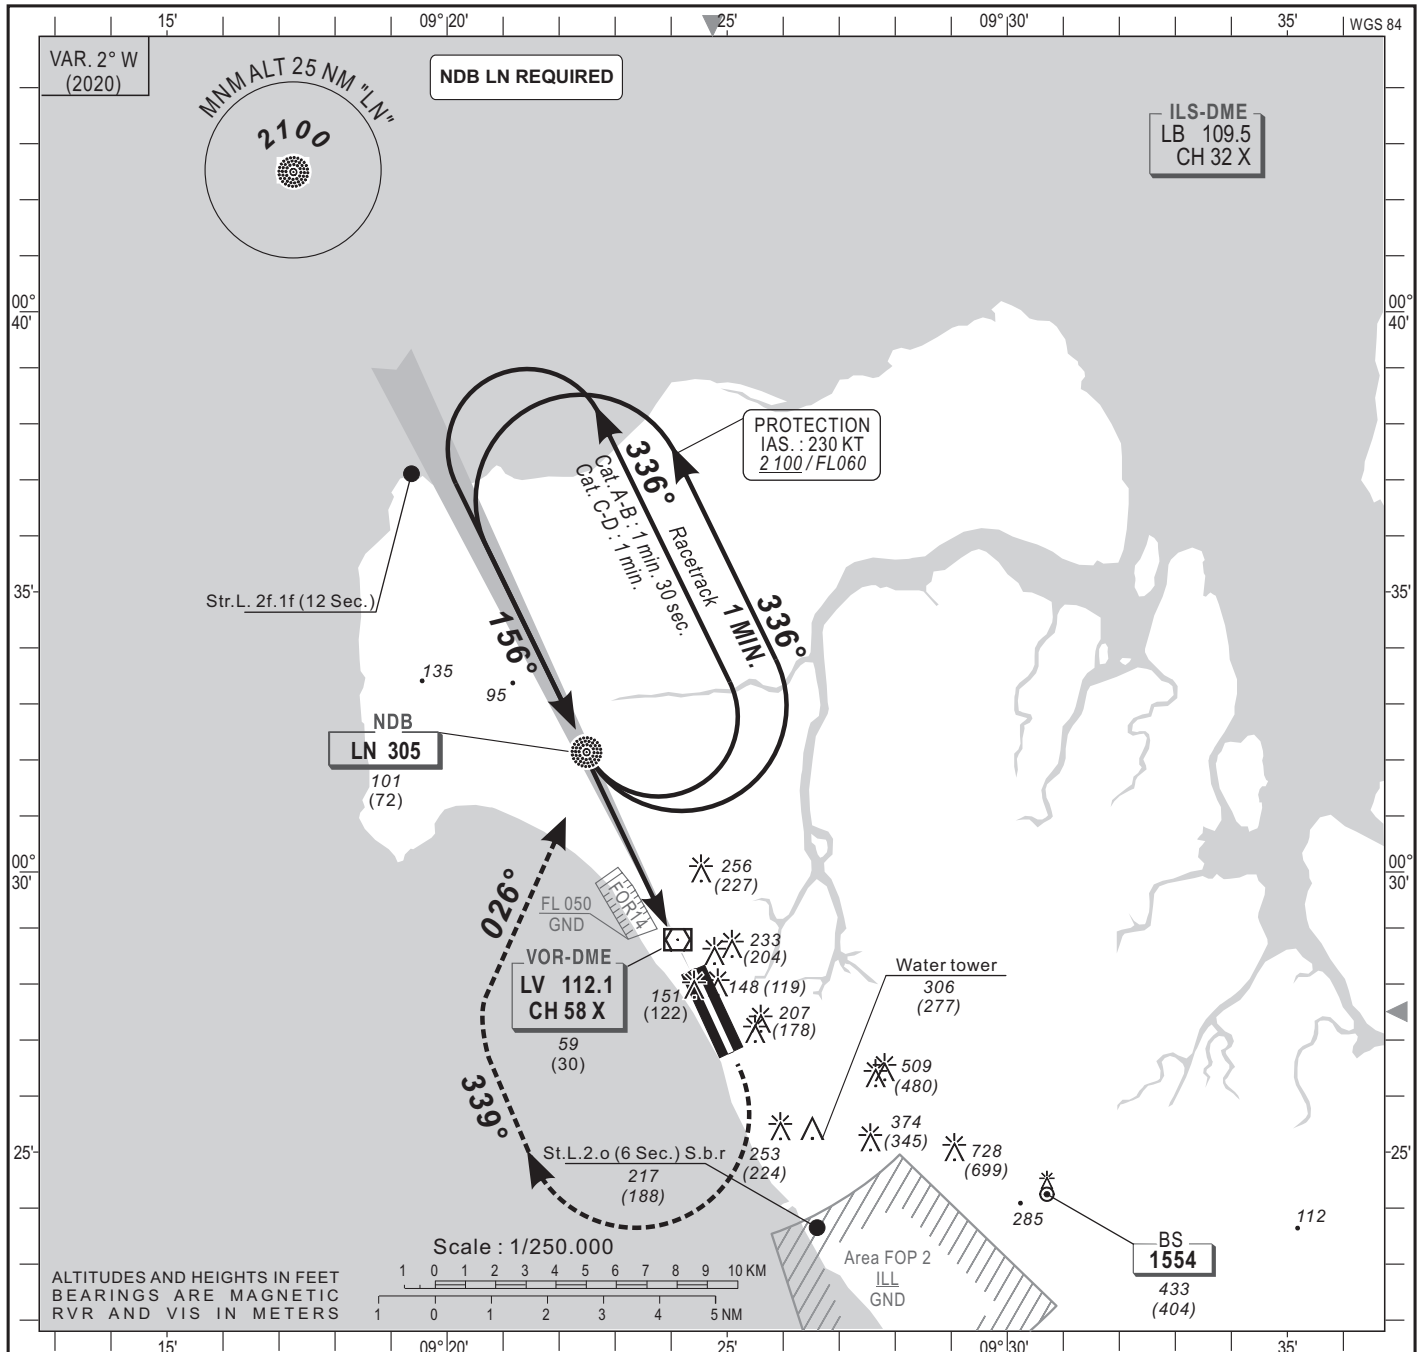 15'
09°20'
25'
09°30'
35'
WGS 84
VAR. 2° W
(2020)
MNM ALT 25 NM "LN"
2100
NDB LN REQUIRED
ILS-DME
LB 109.5
CH 32 X
00°
40'
00°
40'
PROTECTION
IAS. : 230 KT
2 100 / FL060
336°
Cat. A-B : 1 min. 30 sec.
Cat. C-D : 1 min.
Racetrack
1 MIN.
336°
156°
35'
35'
Str.L. 2f.1f (12 Sec.)
135
95
NDB
LN 305
101
(72)
00°
30'
00°
30'
256
(227)
026°
FOR14
FL 050
GND
VOR-DME
LV 112.1
CH 58 X
59
(30)
233
(204)
151
(122)
148 (119)
207
(178)
Water tower
306
(277)
509
(480)
339°
374
(345)
728
(699)
25'
25'
St.L.2.o (6 Sec.) S.b.r
217
(188)
253
(224)
285
112
BS
1554
433
(404)
Area FOP 2
ILL
GND
Scale : 1/250.000
1 0 1 2 3 4 5 6 7 8 9 10 KM
1 0 1 2 3 4 5 NM
ALTITUDES AND HEIGHTS IN FEET
BEARINGS ARE MAGNETIC
RVR AND VIS IN METERS
15'
09°20'
25'
09°30'
35'